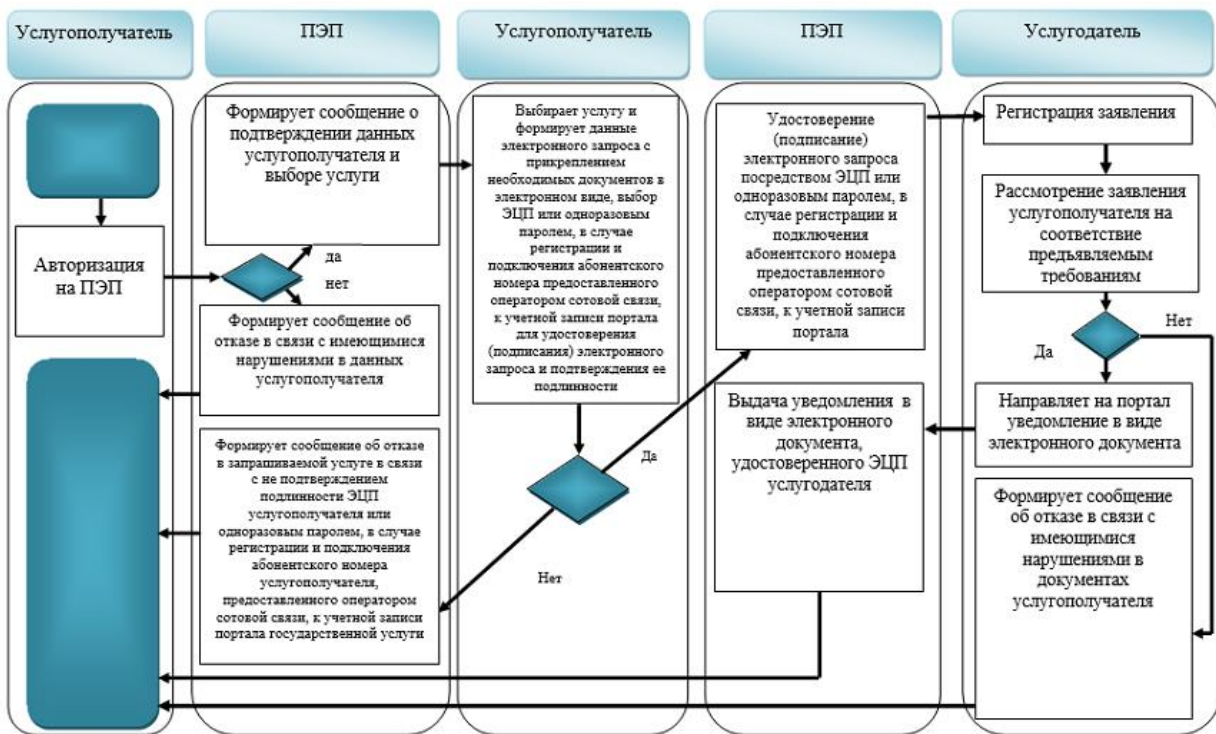 Услугополучатель
ПЭП
Услугополучатель
ПЭП
Услугодатель
Авторизация
на ПЭП
Формирует сообщение о
подтверждении данных
услугополучателя и
выборе услуги
да
нет
Формирует сообщение об
отказе в связи с имеющимися
нарушениями в данных
услугополучателя
Формирует сообщение об отказе
в запрашиваемой услуге в связи
с не подтверждением
подлинности ЭЦП
услугополучателя или
одноразовым паролем, в случае
регистрации и подключения
абонентского номера
услугополучателя,
предоставленного оператором
сотовой связи, к учетной записи
портала государственной услуги
Выбирает услугу и
формирует данные
электронного запроса с
прикреплением
необходимых документов в
электронном виде, выбор
ЭЦП или одноразовым
паролем, в случае
регистрации и
подключения абонентского
номера предоставленного
оператором сотовой связи,
к учетной записи портала
для удостоверения
(подписания) электронного
запроса и подтверждения ее
подлинности
Да
Нет
Удостоверение
(подписание)
электронного запроса
посредством ЭЦП или
одноразовым паролем, в
случае регистрации и
подключения
абонентского номера
предоставленного
оператором сотовой
связи, к учетной записи
портала
Выдача уведомления в
виде электронного
документа,
удостоверенного ЭЦП
услугодателя
Регистрация заявления
Рассмотрение заявления
услугополучателя на
соответствие
предъявляемым
требованиям
Нет
Да
Направляет на портал
уведомление в виде
электронного документа
Формирует сообщение
об отказе в связи с
имеющимися
нарушениями в
документах
услугополучателя